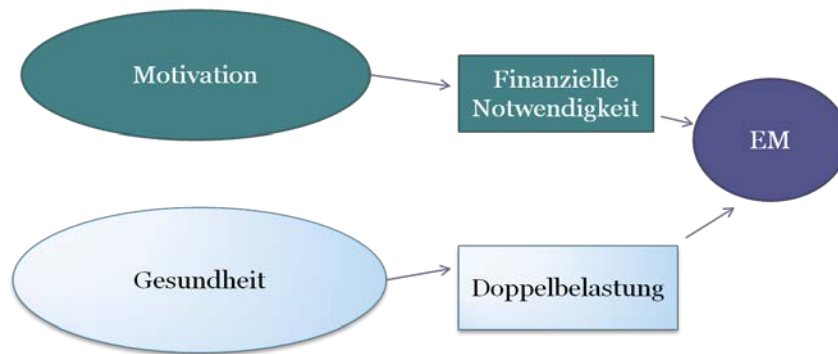 Motivation
Finanzielle
Notwendigkeit
EM
Gesundheit
Doppelbelastung